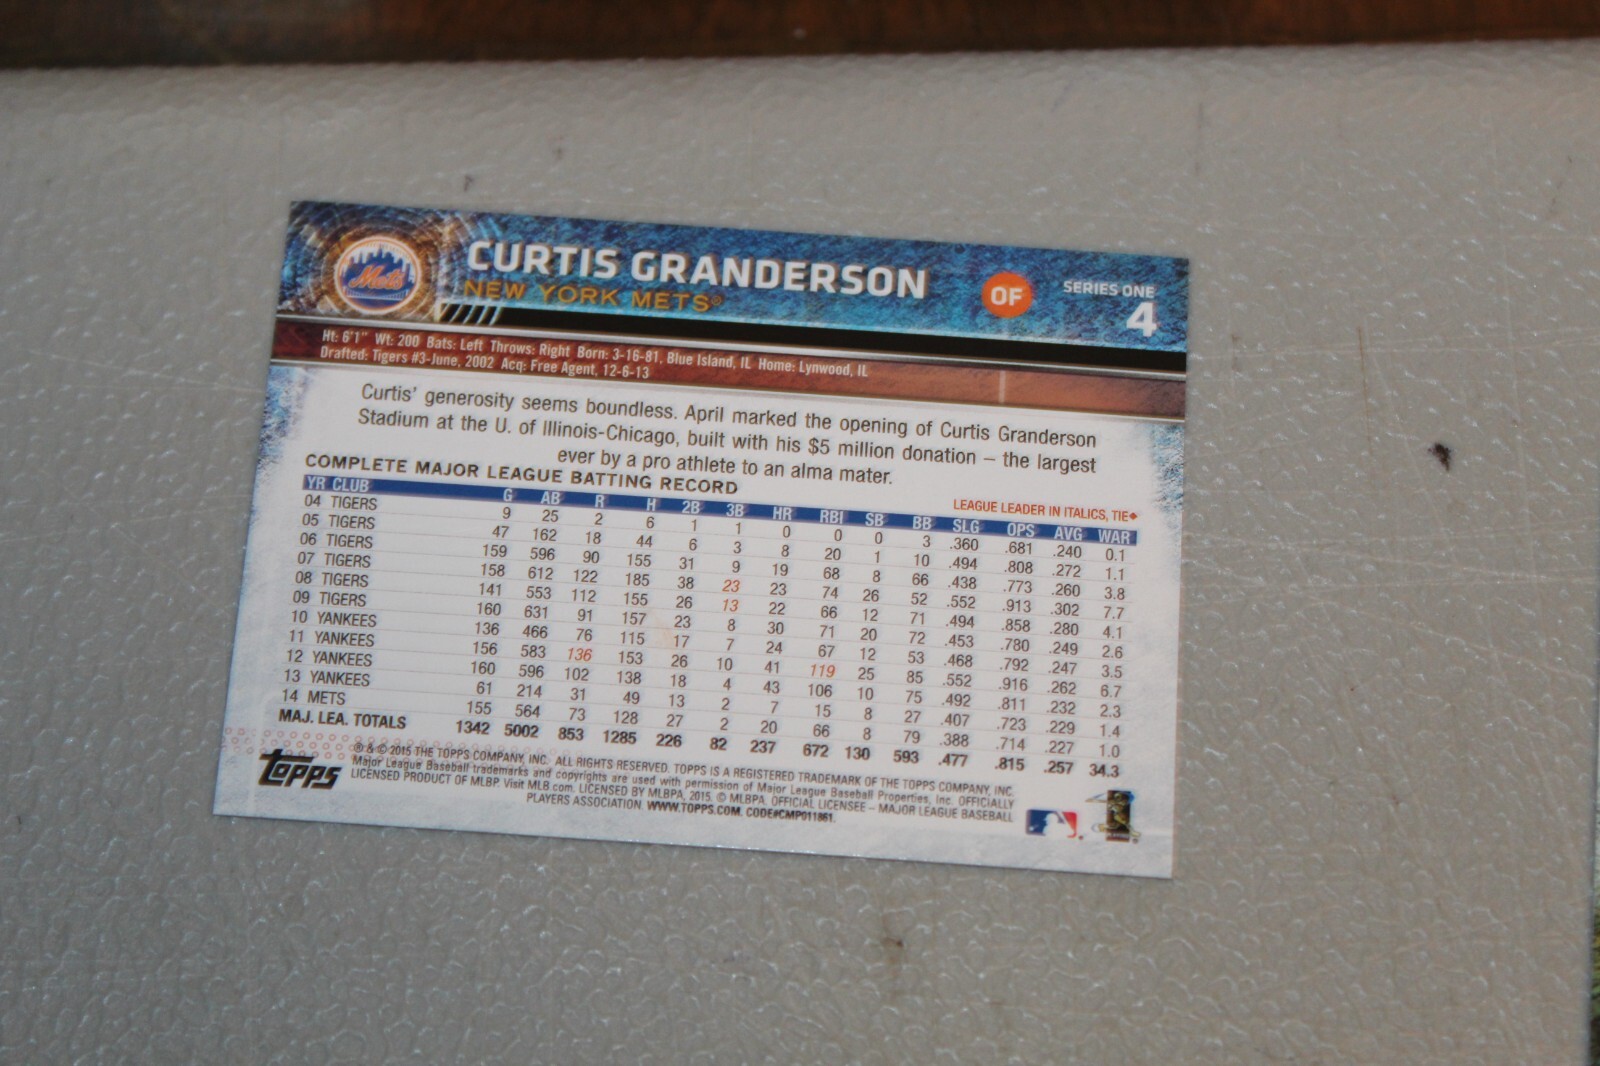 Mets
CURTIS GRANDERSON
NEW YORK METS®
OF
SERIES ONE
4
Ht: 6'1" Wt: 200 Bats: Left Throws: Right Born: 3-16-81, Blue Island, IL Home: Lynwood, IL
Drafted: Tigers #3-June, 2002 Acq: Free Agent, 12-6-13
Curtis' generosity seems boundless. April marked the opening of Curtis Granderson
Stadium at the U. of Illinois-Chicago, built with his $5 million donation – the largest
ever by a pro athlete to an alma mater.
COMPLETE MAJOR LEAGUE BATTING RECORD
LEAGUE LEADER IN ITALICS, TIE♦
YR CLUB G AB R H 2B 3B HR RBI SB BB SLG OPS AVG WAR
04 TIGERS 9 25 2 6 1 1 0 0 0 3 .360 .681 .240 0.1
05 TIGERS 47 162 18 44 6 3 8 20 1 10 .494 .808 .272 1.1
06 TIGERS 159 596 90 155 31 9 19 68 8 66 .438 .773 .260 3.8
07 TIGERS 158 612 122 185 38 23 23 74 26 52 .552 .913 .302 7.7
08 TIGERS 141 553 112 155 26 13 22 66 12 71 .494 .858 .280 4.1
09 TIGERS 160 631 91 157 23 8 30 71 20 72 .453 .780 .249 2.6
10 YANKEES 136 466 76 115 17 7 24 67 12 53 .468 .792 .247 3.5
11 YANKEES 156 583 136 153 26 10 41 119 25 85 .552 .916 .262 6.7
12 YANKEES 160 596 102 138 18 4 43 106 10 75 .492 .811 .232 2.3
13 YANKEES 61 214 31 49 13 2 7 15 8 27 .407 .723 .229 1.4
14 METS 155 564 73 128 27 2 20 66 8 79 .388 .714 .227 1.0
MAJ. LEA. TOTALS 1342 5002 853 1285 226 82 237 672 130 593 .477 .815 .257 34.3
Topps
® & © 2015 THE TOPPS COMPANY, INC. ALL RIGHTS RESERVED. TOPPS IS A REGISTERED TRADEMARK OF THE TOPPS COMPANY, INC.
Major League Baseball trademarks and copyrights are used with permission of Major League Baseball Properties, Inc. OFFICIALLY
LICENSED PRODUCT OF MLBP. Visit MLB.com. LICENSED BY MLBPA, 2015. © MLBPA. OFFICIAL LICENSEE – MAJOR LEAGUE BASEBALL
PLAYERS ASSOCIATION. WWW.TOPPS.COM. CODE#CMP011861.